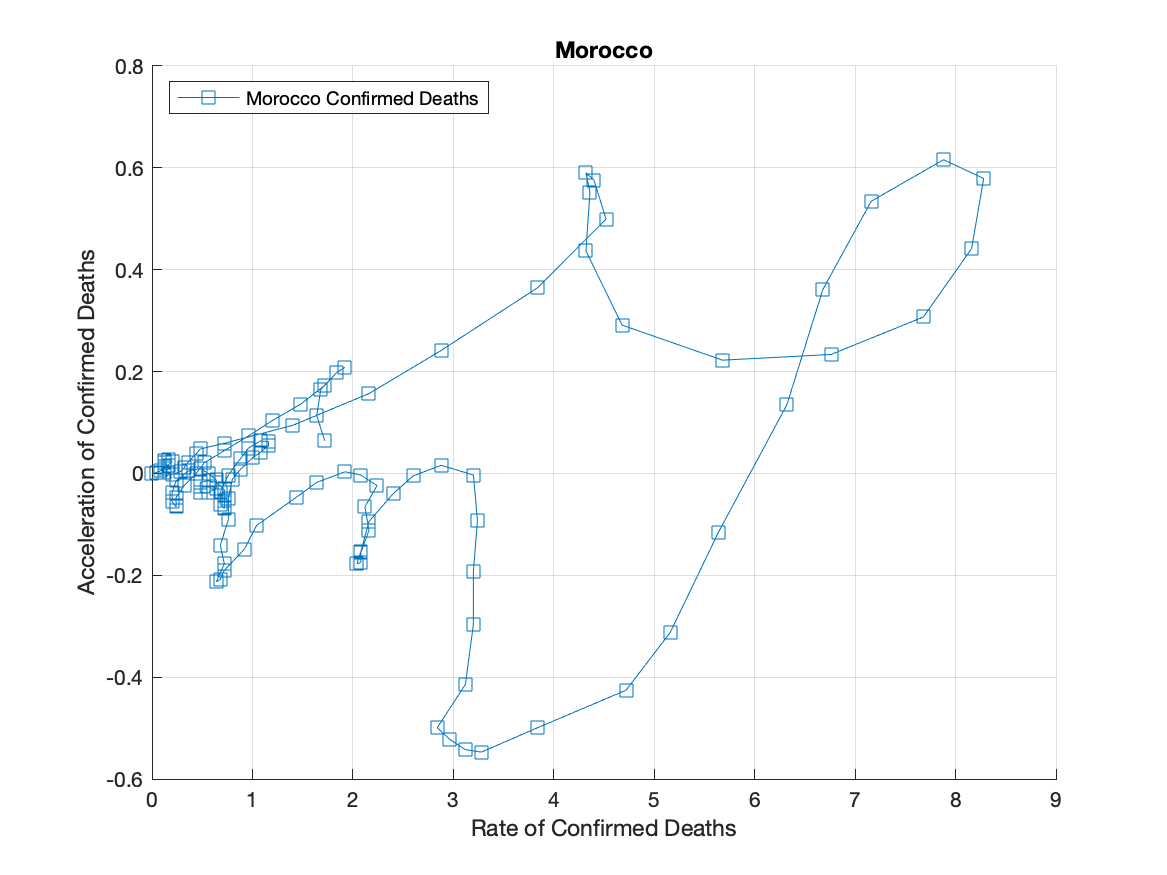 Morocco
Morocco Confirmed Deaths
0.8
0.6
0.4
0.2
0
-0.2
-0.4
-0.6
Acceleration of Confirmed Deaths
0 1 2 3 4 5 6 7 8 9
Rate of Confirmed Deaths